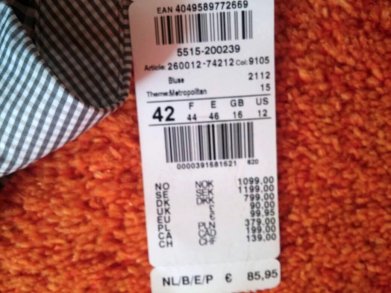 EAN 4049589772669
5515-200239
Article: 260012-74212 Col: 9105
Bluse 2112
Theme: Metropolitan 15
42 F E GB US
44 46 16 12
0000391681621 620
NO NOK 1099,00
SE SEK 1199,00
DK DKK 799,00
UK £ 90,00
EU € 99,95
PL PLN 379,00
CA CAD 199,00
CH CHF 139,00
NL/B/E/P € 85,95